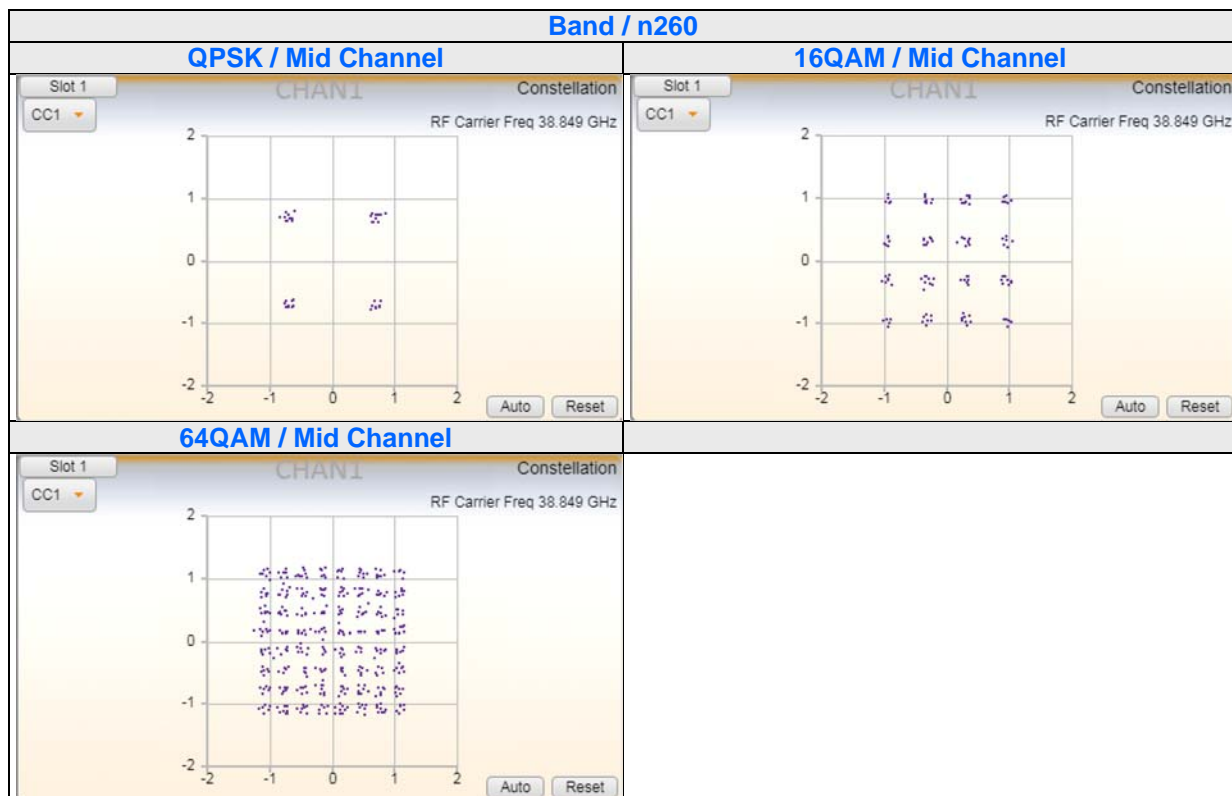 Band / n260
QPSK / Mid Channel 16QAM / Mid Channel
Slot 1 CHAN1 Constellation
CC1
RF Carrier Freq 38.849 GHz
2
1
0
-1
-2
-2 -1 0 1 2
Auto Reset
Slot 1 CHAN1 Constellation
CC1
RF Carrier Freq 38.849 GHz
2
1
0
-1
-2
-2 -1 0 1 2
Auto Reset
64QAM / Mid Channel
Slot 1 CHAN1 Constellation
CC1
RF Carrier Freq 38.849 GHz
2
1
0
-1
-2
-2 -1 0 1 2
Auto Reset